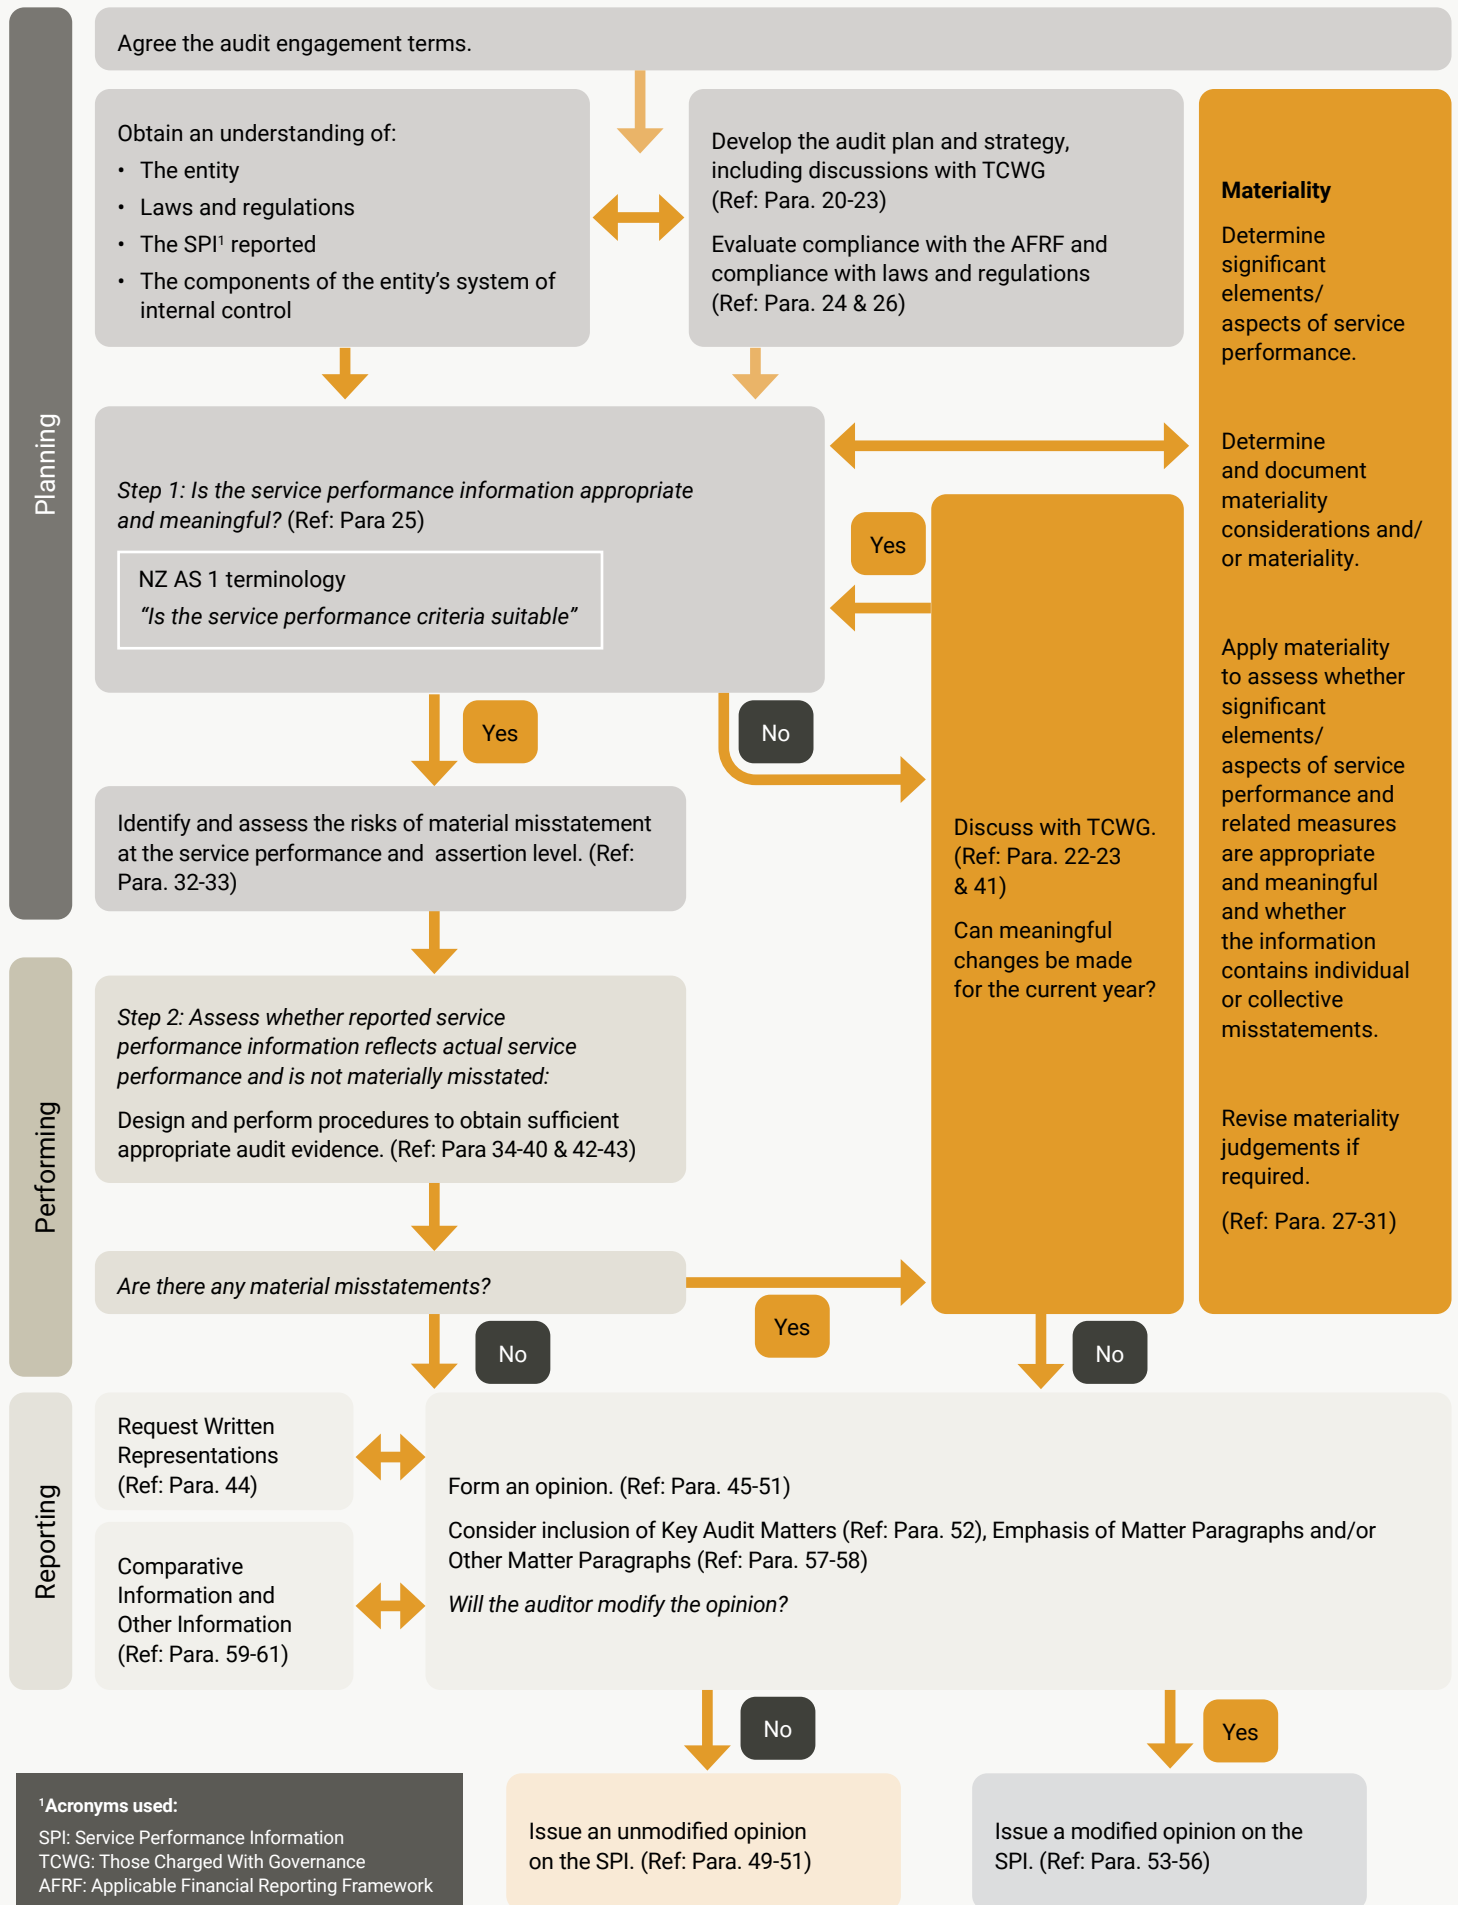 Planning
Agree the audit engagement terms.
Obtain an understanding of:
• The entity
• Laws and regulations
• The SPI¹ reported
• The components of the entity’s system of
internal control
Develop the audit plan and strategy,
including discussions with TCWG
(Ref: Para. 20-23)
Evaluate compliance with the AFRF and
compliance with laws and regulations
(Ref: Para. 24 & 26)
Materiality
Determine
significant
elements/
aspects of service
performance.
Determine
and document
materiality
considerations and/
or materiality.
Apply materiality
to assess whether
significant
elements/
aspects of service
performance and
related measures
are appropriate
and meaningful
and whether
the information
contains individual
or collective
misstatements.
Revise materiality
judgements if
required.
(Ref: Para. 27-31)
Step 1: Is the service performance information appropriate
and meaningful? (Ref: Para 25)
NZ AS 1 terminology
“Is the service performance criteria suitable”
Yes
Yes
No
Discuss with TCWG.
(Ref: Para. 22-23
& 41)
Can meaningful
changes be made
for the current year?
Identify and assess the risks of material misstatement
at the service performance and  assertion level. (Ref:
Para. 32-33)
Performing
Step 2: Assess whether reported service
performance information reflects actual service
performance and is not materially misstated:
Design and perform procedures to obtain sufficient
appropriate audit evidence. (Ref: Para 34-40 & 42-43)
Are there any material misstatements?
Yes
No
No
Reporting
Request Written
Representations
(Ref: Para. 44)
Comparative
Information and
Other Information
(Ref: Para. 59-61)
Form an opinion. (Ref: Para. 45-51)
Consider inclusion of Key Audit Matters (Ref: Para. 52), Emphasis of Matter Paragraphs and/or
Other Matter Paragraphs (Ref: Para. 57-58)
Will the auditor modify the opinion?
No
Yes
¹Acronyms used:
SPI: Service Performance Information
TCWG: Those Charged With Governance
AFRF: Applicable Financial Reporting Framework
Issue an unmodified opinion
on the SPI. (Ref: Para. 49-51)
Issue a modified opinion on the
SPI. (Ref: Para. 53-56)